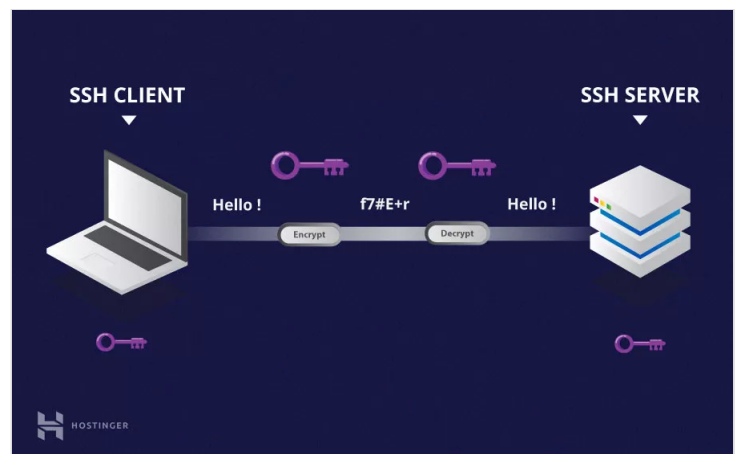 SSH CLIENT
SSH SERVER
Hello !
f7#E+r
Hello !
Encrypt
Decrypt
HOSTINGER